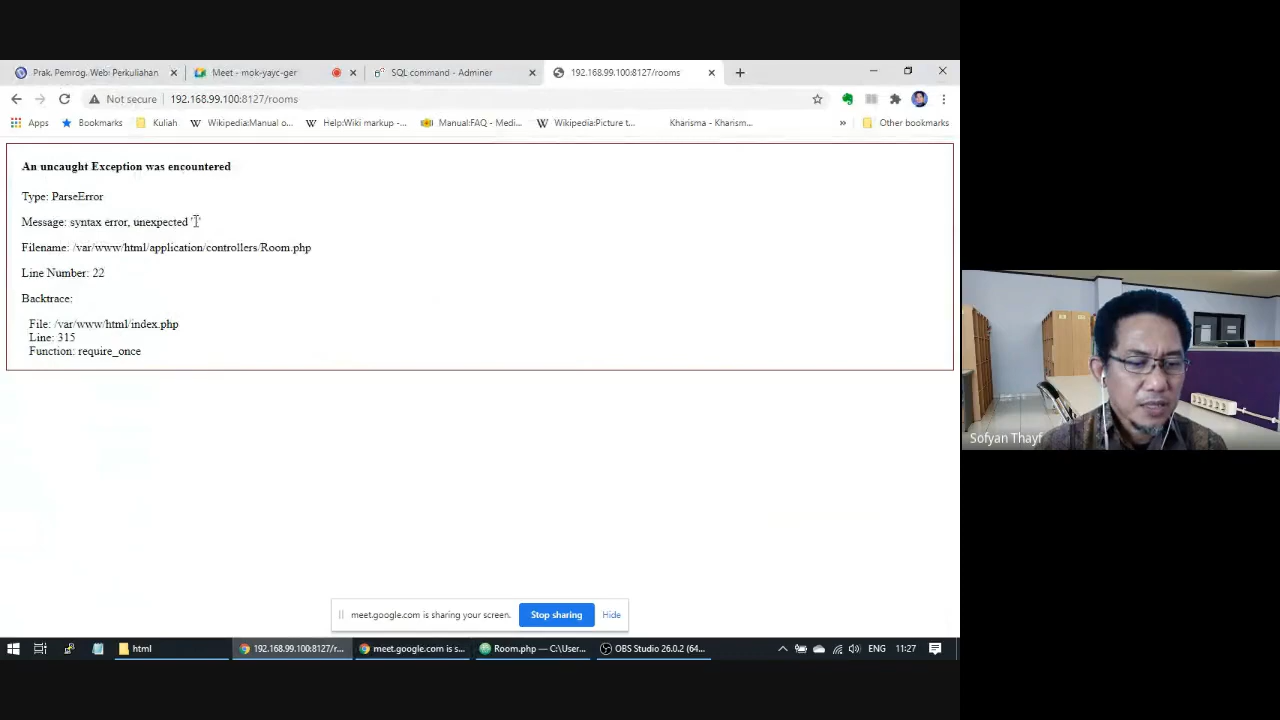 Prak. Pemrog. Webi Perkuliahan
Meet - mok-yayc-ger
SQL command - Adminer
192.168.99.100:8127/rooms
Not secure
192.168.99.100:8127/rooms
Apps
Bookmarks
Kuliah
Wikipedia:Manual o...
Help:Wiki markup -...
Manual:FAQ - Medi...
Wikipedia:Picture t...
Kharisma - Kharism...
»
Other bookmarks
An uncaught Exception was encountered
Type: ParseError
Message: syntax error, unexpected
Filename: /var/www/html/application/controllers/Room.php
Line Number: 22
Backtrace:
File: /var/www/html/index.php
Line: 315
Function: require_once
Sofyan Thayf
meet.google.com is sharing your screen.
Stop sharing
Hide
html
192.168.99.100:8127/r...
meet.google.com is s...
Room.php — C:\User...
OBS Studio 26.0.2 (64...
ENG
11:27